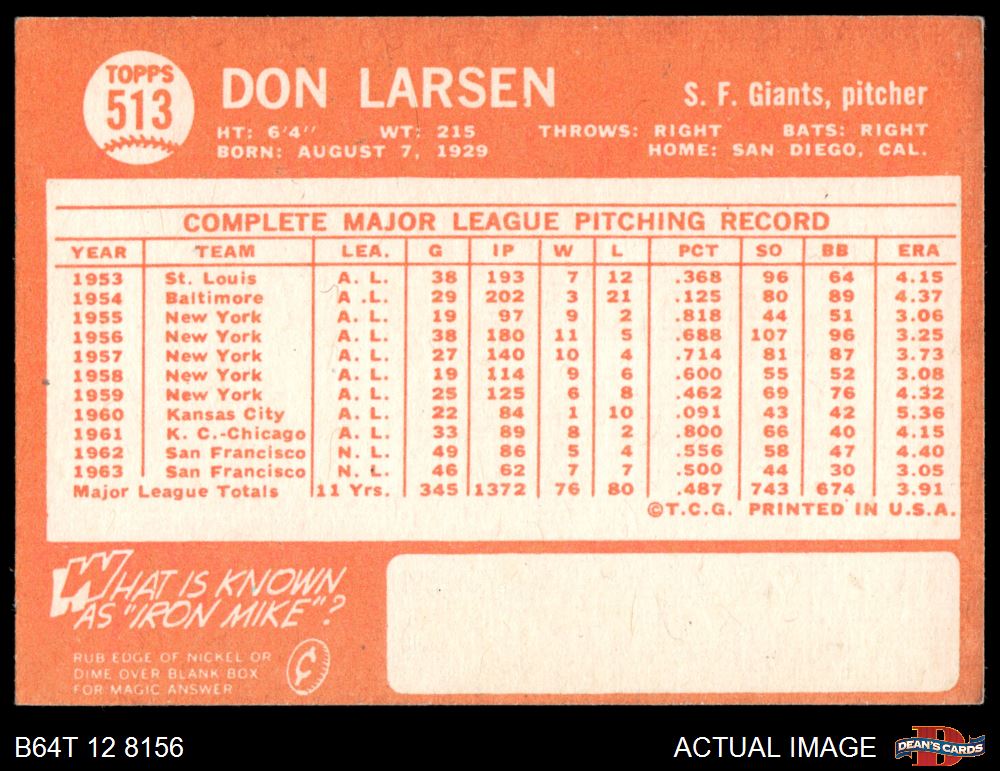 TOPPS
513
DON LARSEN
S. F. Giants, pitcher
HT: 6'4" WT: 215 THROWS: RIGHT BATS: RIGHT
BORN: AUGUST 7, 1929 HOME: SAN DIEGO, CAL.
COMPLETE MAJOR LEAGUE PITCHING RECORD
YEAR TEAM LEA. G IP W L PCT SO BB ERA
1953 St. Louis A. L. 38 193 7 12 .368 96 64 4.15
1954 Baltimore A .L. 29 202 3 21 .125 80 89 4.37
1955 New York A. L. 19 97 9 2 .818 44 51 3.06
1956 New York A. L. 38 180 11 5 .688 107 96 3.25
1957 New York A. L. 27 140 10 4 .714 81 87 3.73
1958 New York A. L. 19 114 9 6 .600 55 52 3.08
1959 New York A. L. 25 125 6 8 .462 69 76 4.32
1960 Kansas City A. L. 22 84 1 10 .091 43 42 5.36
1961 K. C.-Chicago A. L. 33 89 8 2 .800 66 40 4.15
1962 San Francisco N. L. 49 86 5 4 .556 58 47 4.40
1963 San Francisco N. L. 46 62 7 7 .500 44 30 3.05
Major League Totals 11 Yrs. 345 1372 76 80 .487 743 674 3.91
©T.C.G. PRINTED IN U.S.A.
WHAT IS KNOWN
AS "IRON MIKE"?
RUB EDGE OF NICKEL OR
DIME OVER BLANK BOX
FOR MAGIC ANSWER
¢
B64T 12 8156
ACTUAL IMAGE
D
DEAN'S CARDS